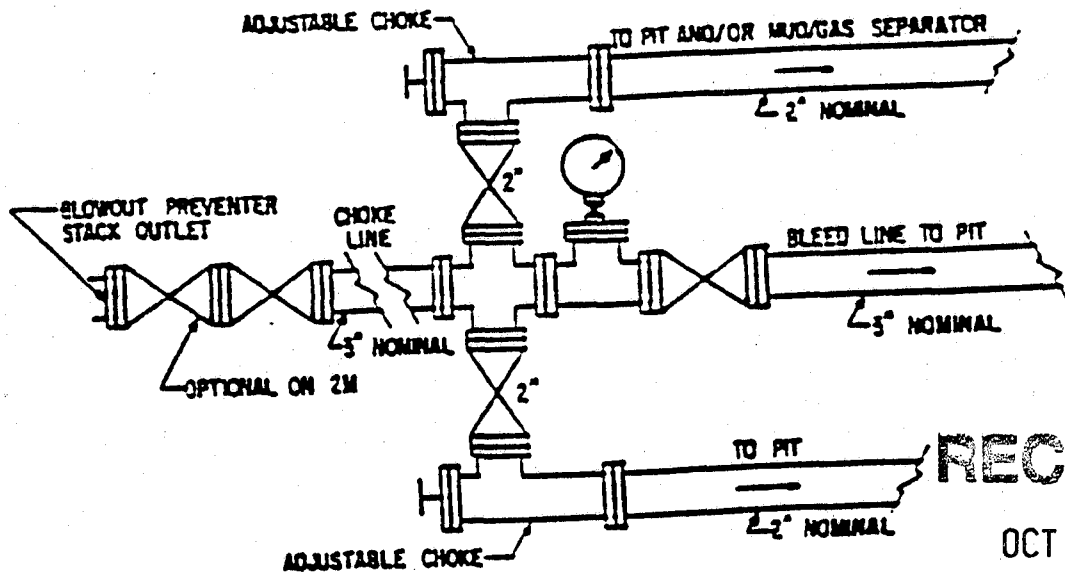 ADJUSTABLE CHOKE
TO PIT AND/OR MUD/GAS SEPARATOR
2" NOMINAL
2"
BLOWOUT PREVENTER
STACK OUTLET
CHOKE
LINE
BLEED LINE TO PIT
3" NOMINAL
3" NOMINAL
OPTIONAL ON 2M
2"
TO PIT
REC
2" NOMINAL
OCT
ADJUSTABLE CHOKE